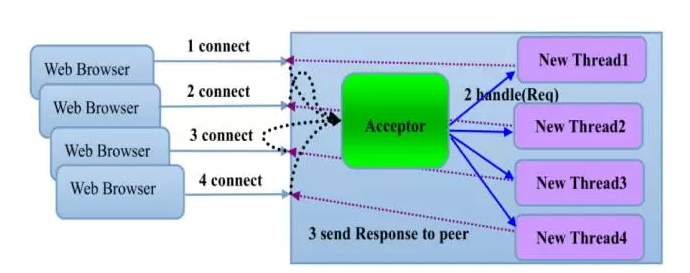 1 connect
Web Browser
2 connect
Web Browser
3 connect
Web Browser
4 connect
Web Browser
Acceptor
2 handle(Req)
New Thread1
New Thread2
New Thread3
New Thread4
3 send Response to peer